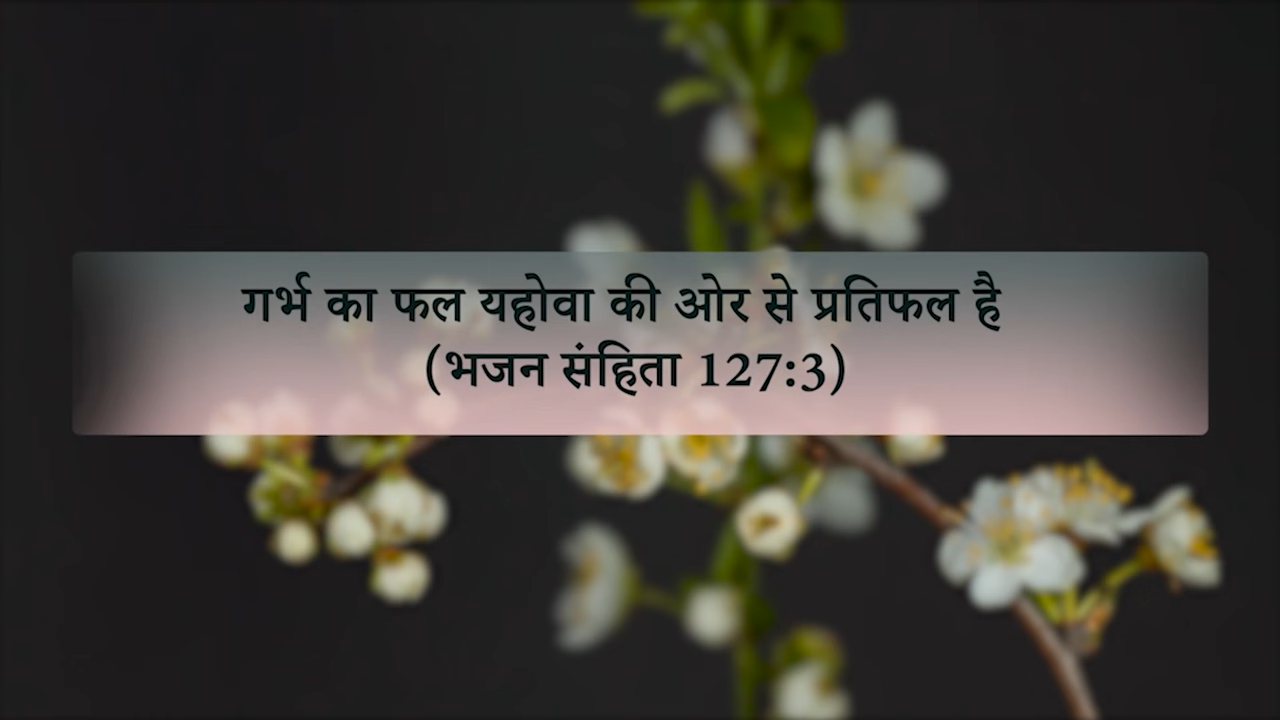 गर्भ का फल यहोवा की ओर से प्रतिफल है
(भजन संहिता 127:3)